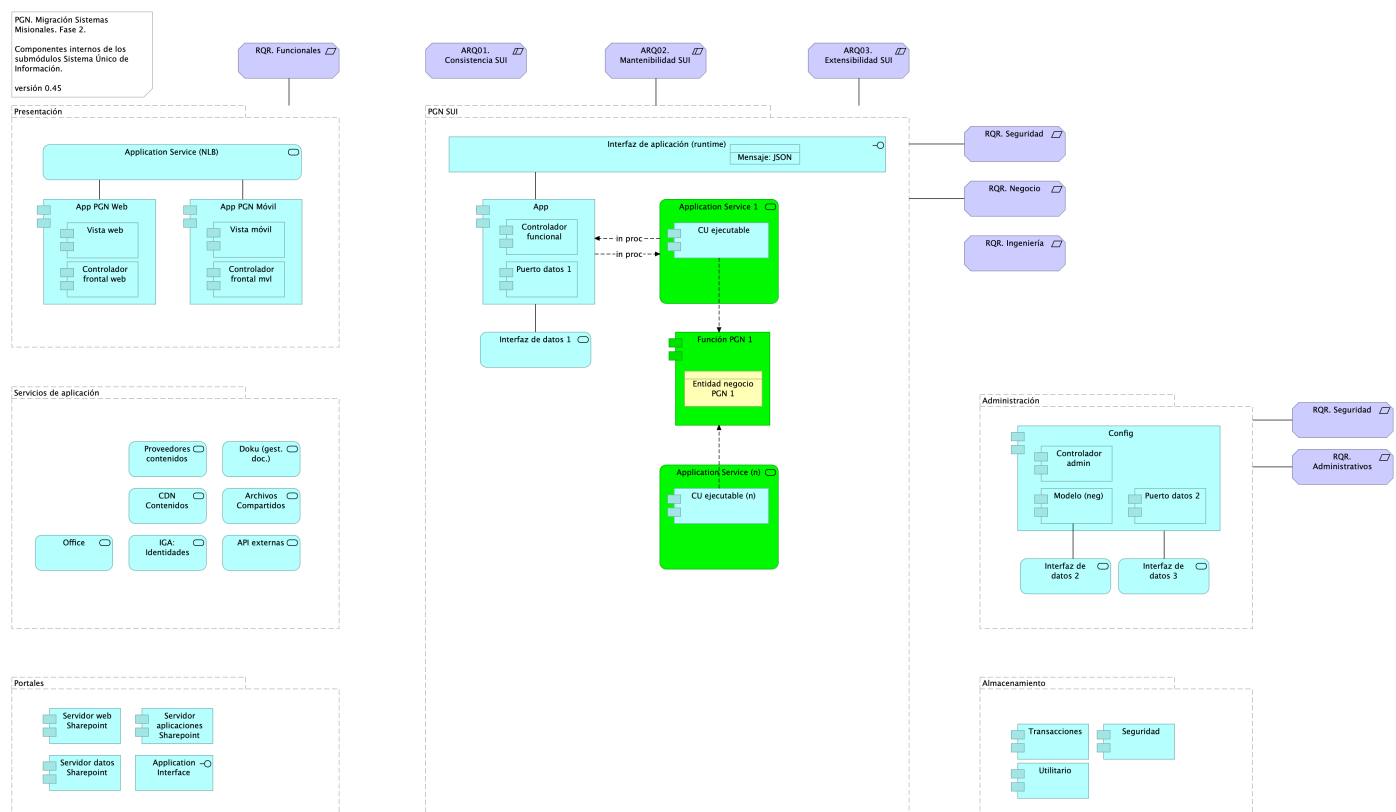 PGN. Migración Sistemas
Misionales. Fase 2.
Componentes internos de los
submódulos Sistema Único de
Información.
versión 0.45
RQR. Funcionales
ARQ01.
Consistencia SUI
ARQ02.
Mantenibilidad SUI
ARQ03.
Extensibilidad SUI
Presentación
Application Service (NLB)
App PGN Web
Vista web
Controlador
frontal web
App PGN Móvil
Vista móvil
Controlador
frontal mvl
PGN SUI
Interfaz de aplicación (runtime)
Mensaje: JSON
App
Controlador
funcional
Puerto datos 1
in proc
in proc
Application Service 1
CU ejecutable
Interfaz de datos 1
Función PGN 1
Entidad negocio
PGN 1
Application Service (n)
CU ejecutable (n)
RQR. Seguridad
RQR. Negocio
RQR. Ingeniería
Servicios de aplicación
Proveedores
contenidos
Doku (gest.
doc.)
CDN
Contenidos
Archivos
Compartidos
Office
IGA:
Identidades
API externas
Administración
Config
Controlador
admin
Modelo (neg)
Puerto datos 2
Interfaz de
datos 2
Interfaz de
datos 3
RQR. Seguridad
RQR.
Administrativos
Portales
Servidor web
Sharepoint
Servidor
aplicaciones
Sharepoint
Servidor datos
Sharepoint
Application
Interface
Almacenamiento
Transacciones
Seguridad
Utilitario